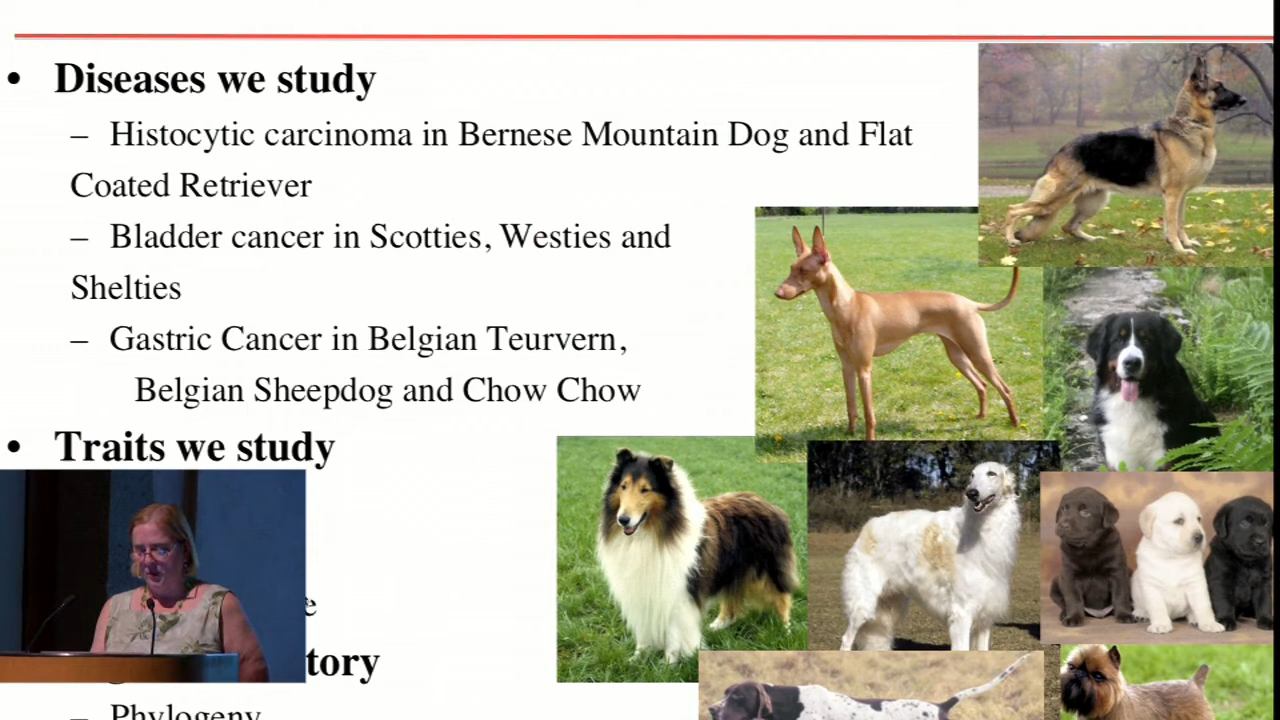 • Diseases we study
– Histocytic carcinoma in Bernese Mountain Dog and Flat
Coated Retriever
– Bladder cancer in Scotties, Westies and
Shelties
– Gastric Cancer in Belgian Teurvern,
Belgian Sheepdog and Chow Chow
• Traits we study
e
tory
– Phylogeny